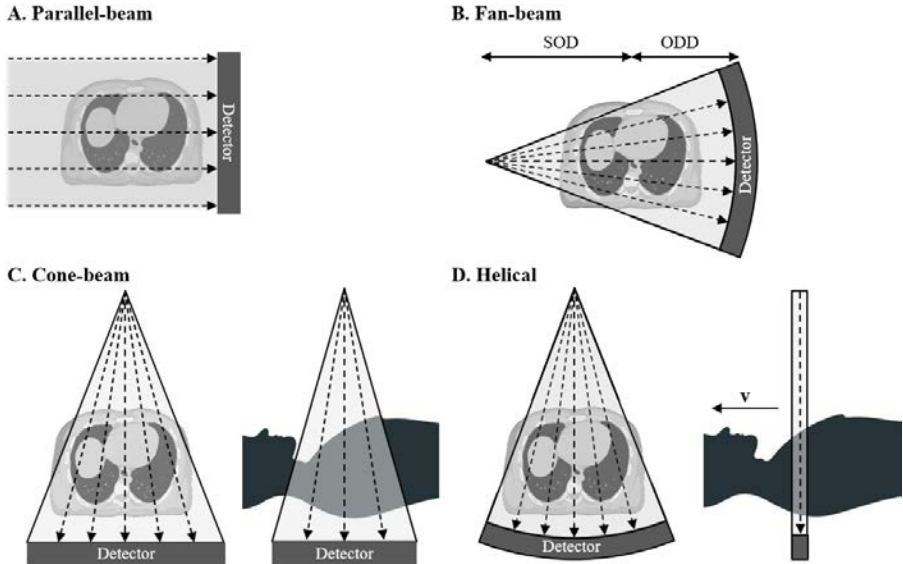 A. Parallel-beam
Detector
B. Fan-beam
SOD ODD
Detector
C. Cone-beam
Detector
Detector
D. Helical
Detector
v